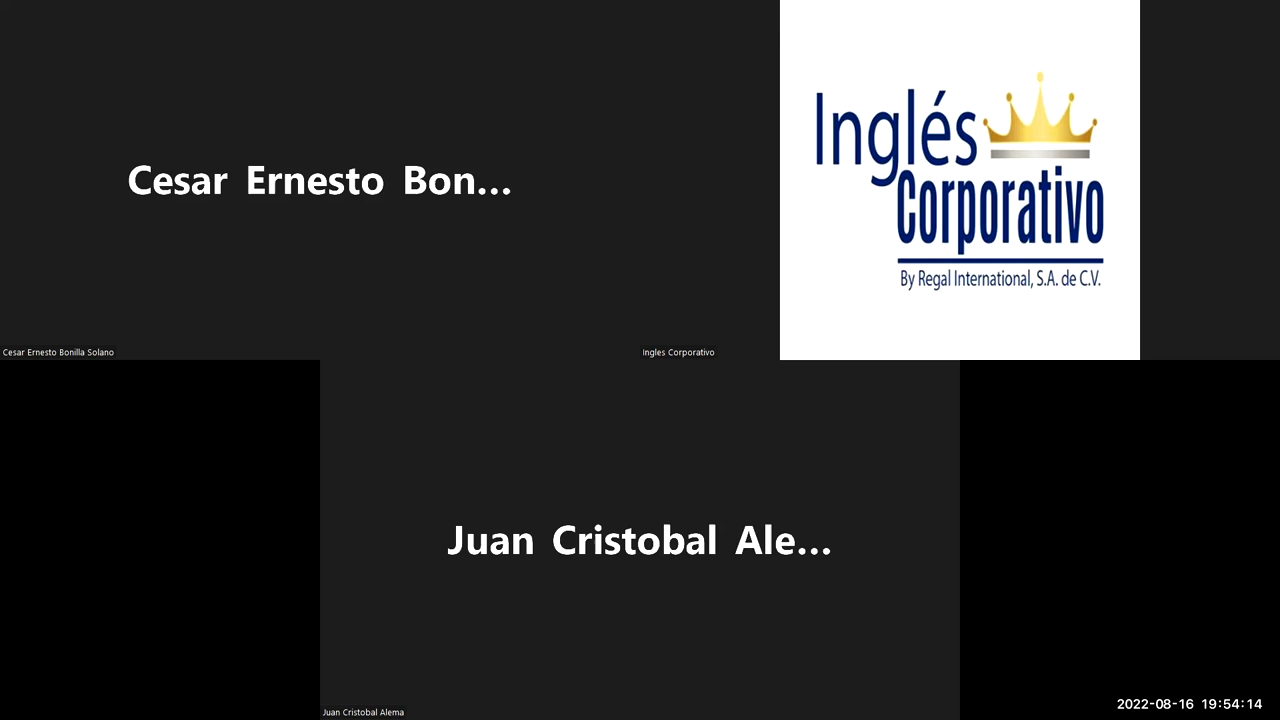 Cesar Ernesto Bon...
Inglés
Corporativo
By Regal International, S.A. de C.V.
Cesar Ernesto Bonilla Solano
Ingles Corporativo
Juan Cristobal Ale...
Juan Cristobal Alema
2022-08-16 19:54:14